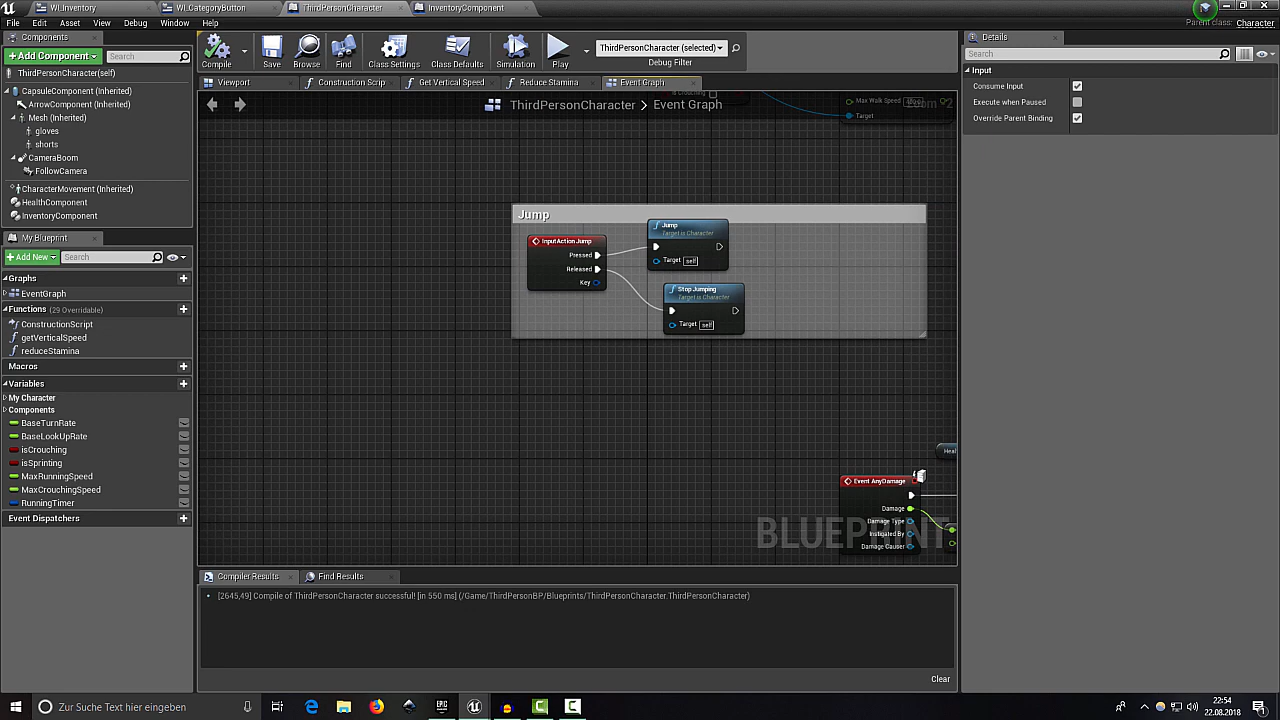 WI_Inventory
WI_CategoryButton
ThirdPersonCharacter
InventoryComponent
File Edit Asset View Debug Window Help
Parent class: Character
Components
+ Add Component
Search
ThirdPersonCharacter(self)
CapsuleComponent (Inherited)
ArrowComponent (Inherited)
Mesh (Inherited)
gloves
shorts
CameraBoom
FollowCamera
CharacterMovement (Inherited)
HealthComponent
InventoryComponent
My Blueprint
+ Add New
Search
Graphs
EventGraph
Functions (29 Overridable)
ConstructionScript
getVerticalSpeed
reduceStamina
Macros
Variables
My Character
Components
BaseTurnRate
BaseLookUpRate
isCrouching
isSprinting
MaxRunningSpeed
MaxCrouchingSpeed
RunningTimer
Event Dispatchers
Compile
Save
Browse
Find
Class Settings
Class Defaults
Simulation
Play
ThirdPersonCharacter (selected)
Debug Filter
Viewport
Construction Scrip
Get Vertical Speed
Reduce Stamina
Event Graph
ThirdPersonCharacter > Event Graph
Is Crouching
Max Walk Speed
Target
Jump
InputAction Jump
Pressed
Released
Key
Jump
Target is Character
Target self
Stop Jumping
Target is Character
Target self
Heal
Event AnyDamage
Damage
Damage Type
Instigated By
Damage Causer
BLUEPRINT
Compiler Results
Find Results
[2645,49] Compile of ThirdPersonCharacter successful! [in 550 ms] (/Game/ThirdPersonBP/Blueprints/ThirdPersonCharacter.ThirdPersonCharacter)
Clear
Details
Search
Input
Consume Input
Execute when Paused
Override Parent Binding
Zur Suche Text hier eingeben
EPIC
22:54
22.08.2018